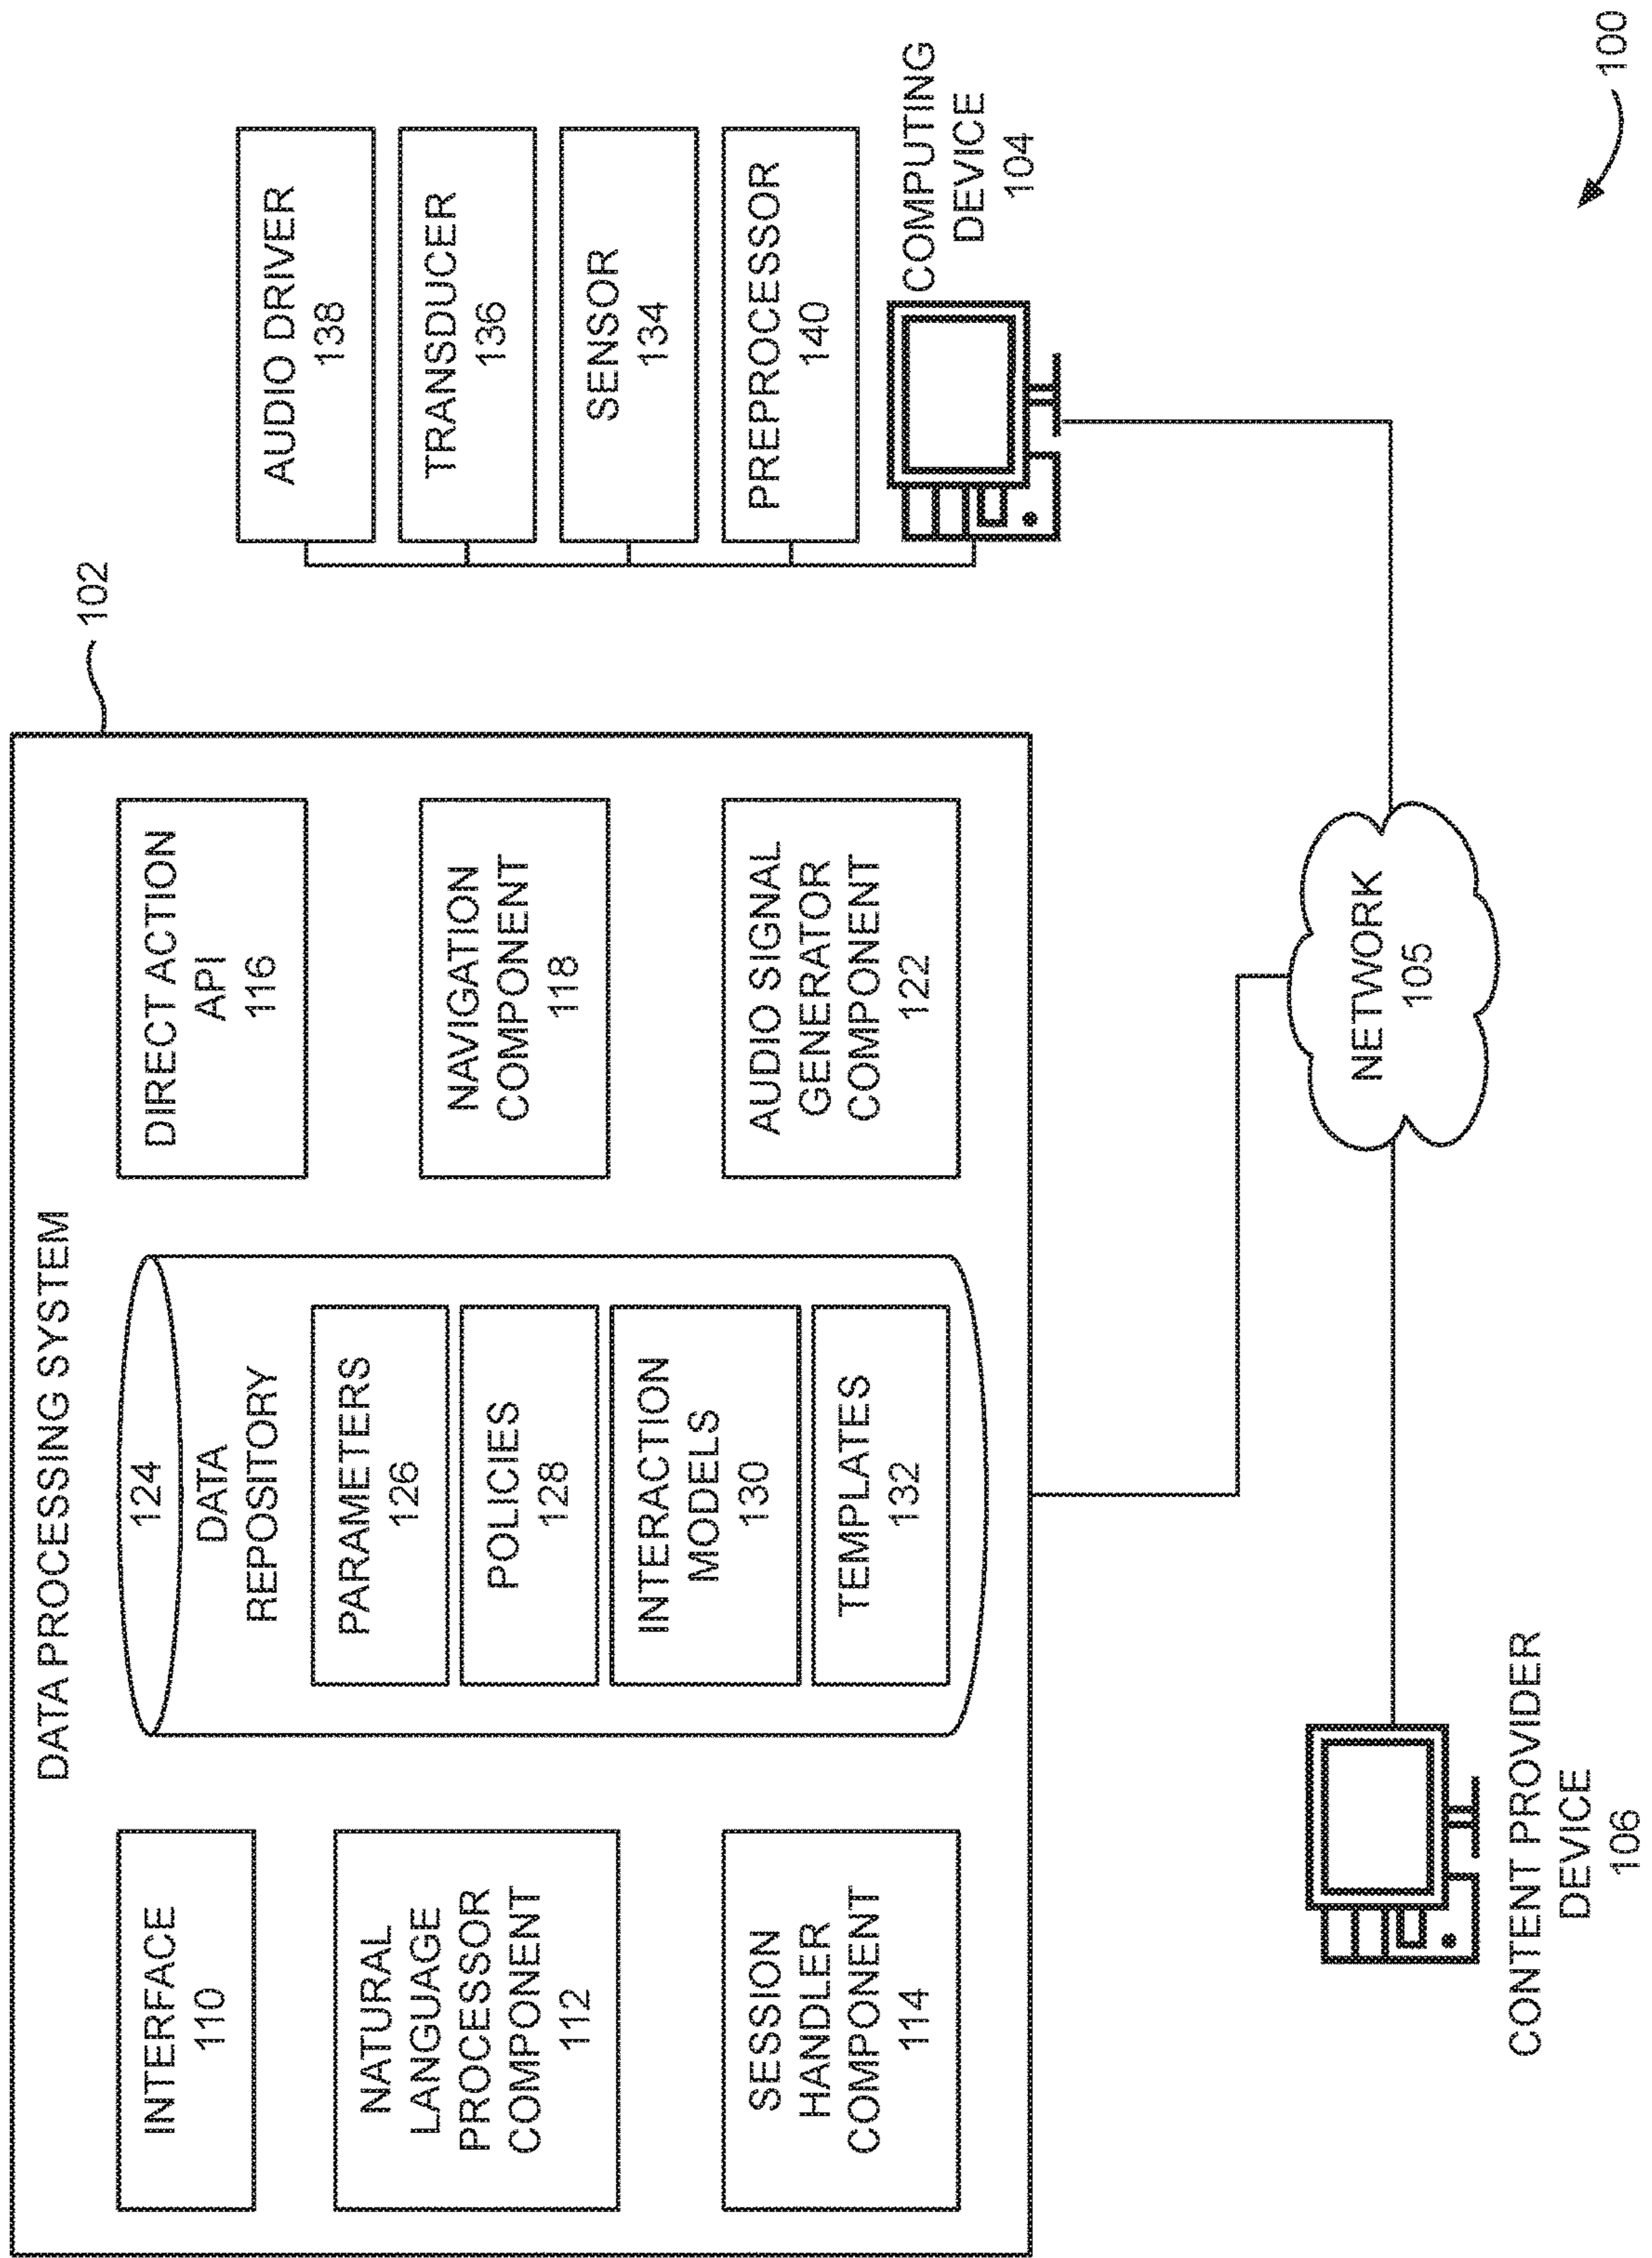 DATA PROCESSING SYSTEM
102
INTERFACE
110
NATURAL
LANGUAGE
PROCESSOR
COMPONENT
112
SESSION
HANDLER
COMPONENT
114
124
DATA
REPOSITORY
PARAMETERS
126
POLICIES
128
INTERACTION
MODELS
130
TEMPLATES
132
DIRECT ACTION
API
116
NAVIGATION
COMPONENT
118
AUDIO SIGNAL
GENERATOR
COMPONENT
122
AUDIO DRIVER
138
TRANSDUCER
136
SENSOR
134
PREPROCESSOR
140
COMPUTING
DEVICE
104
NETWORK
105
CONTENT PROVIDER
DEVICE
106
100